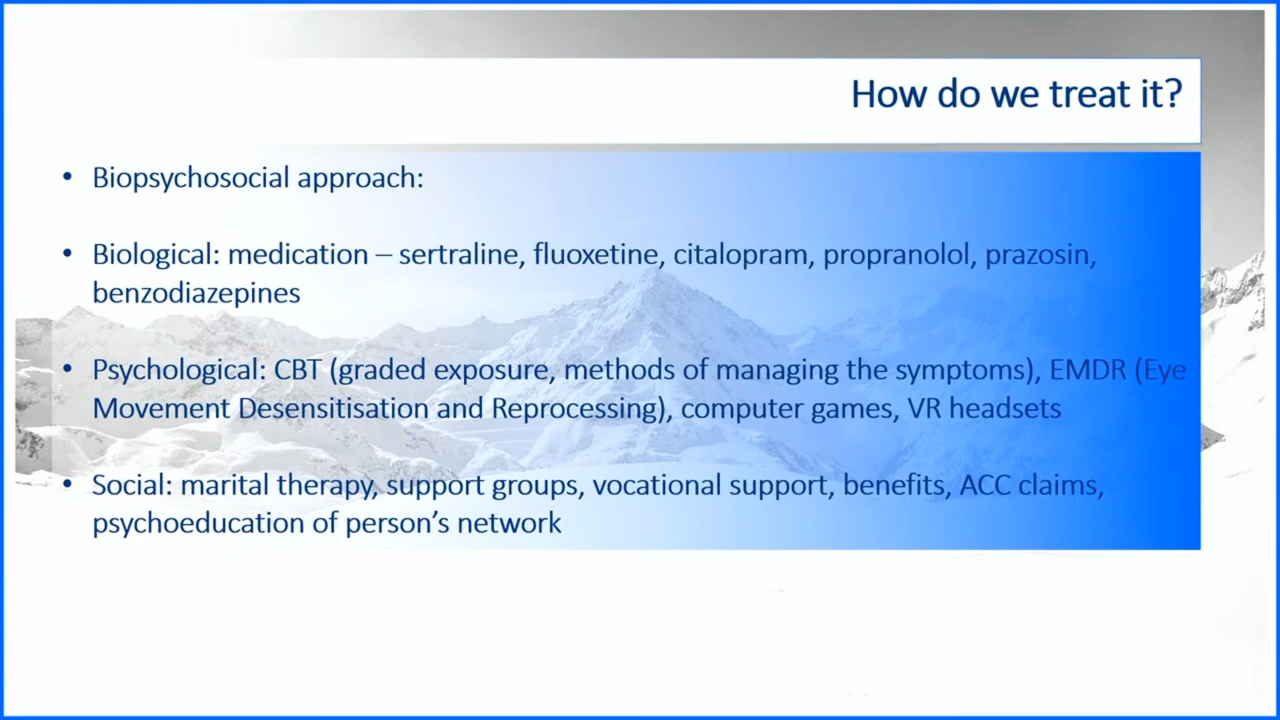 How do we treat it?
• Biopsychosocial approach:
• Biological: medication – sertraline, fluoxetine, citalopram, propranolol, prazosin,
benzodiazepines
• Psychological: CBT (graded exposure, methods of managing the symptoms), EMDR (Eye
Movement Desensitisation and Reprocessing), computer games, VR headsets
• Social: marital therapy, support groups, vocational support, benefits, ACC claims,
psychoeducation of person’s network